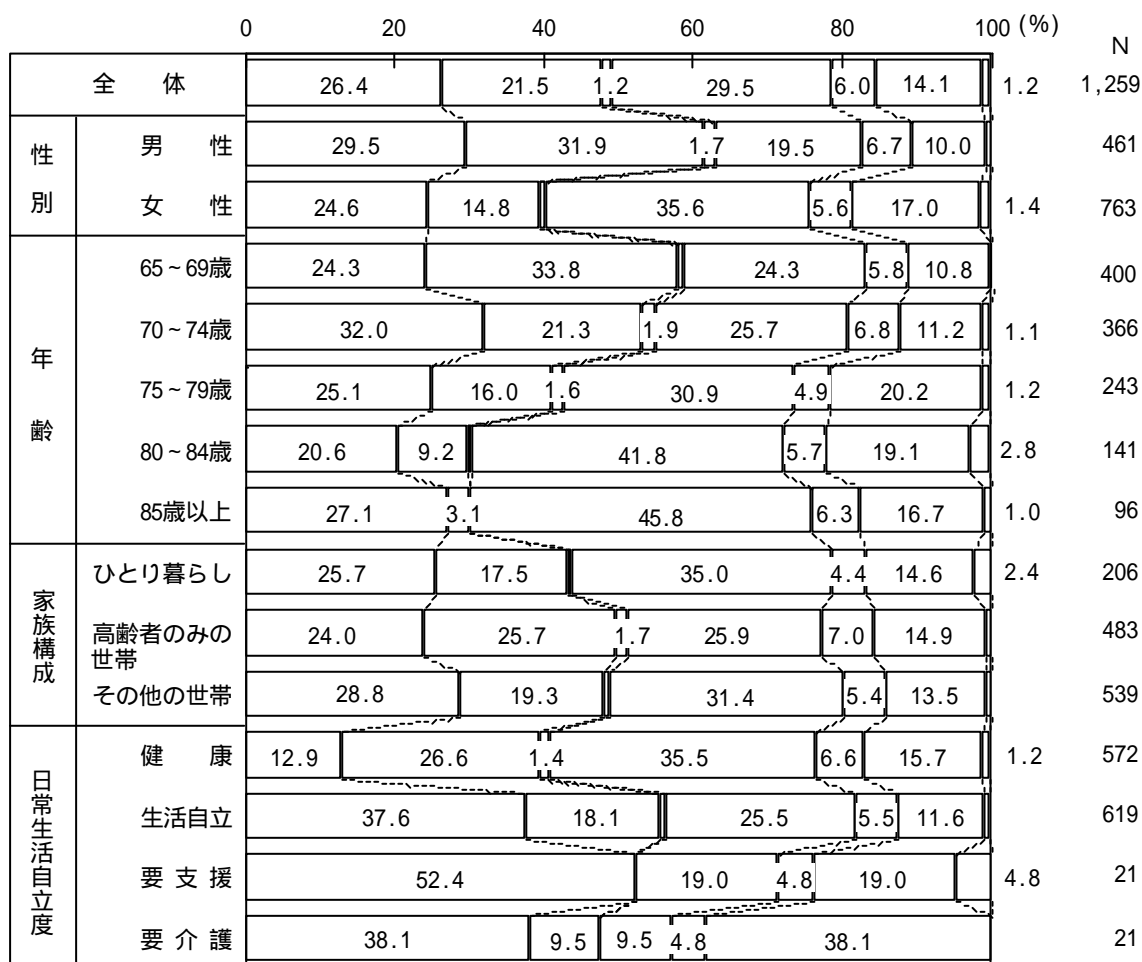 0 20 40 60 80 100 (%)
N
全 体 26.4 21.5 1.2 29.5 6.0 14.1 1.2 1,259
性別
男 性 29.5 31.9 1.7 19.5 6.7 10.0 461
女 性 24.6 14.8 35.6 5.6 17.0 1.4 763
年齢
65~69歳 24.3 33.8 24.3 5.8 10.8 400
70~74歳 32.0 21.3 1.9 25.7 6.8 11.2 1.1 366
75~79歳 25.1 16.0 1.6 30.9 4.9 20.2 1.2 243
80~84歳 20.6 9.2 41.8 5.7 19.1 2.8 141
85歳以上 27.1 3.1 45.8 6.3 16.7 1.0 96
家族構成
ひとり暮らし 25.7 17.5 35.0 4.4 14.6 2.4 206
高齢者のみの
世帯 24.0 25.7 1.7 25.9 7.0 14.9 483
その他の世帯 28.8 19.3 31.4 5.4 13.5 539
日常生活自立度
健 康 12.9 26.6 1.4 35.5 6.6 15.7 1.2 572
生活自立 37.6 18.1 25.5 5.5 11.6 619
要 支 援 52.4 19.0 4.8 19.0 4.8 21
要 介 護 38.1 9.5 9.5 4.8 38.1 21